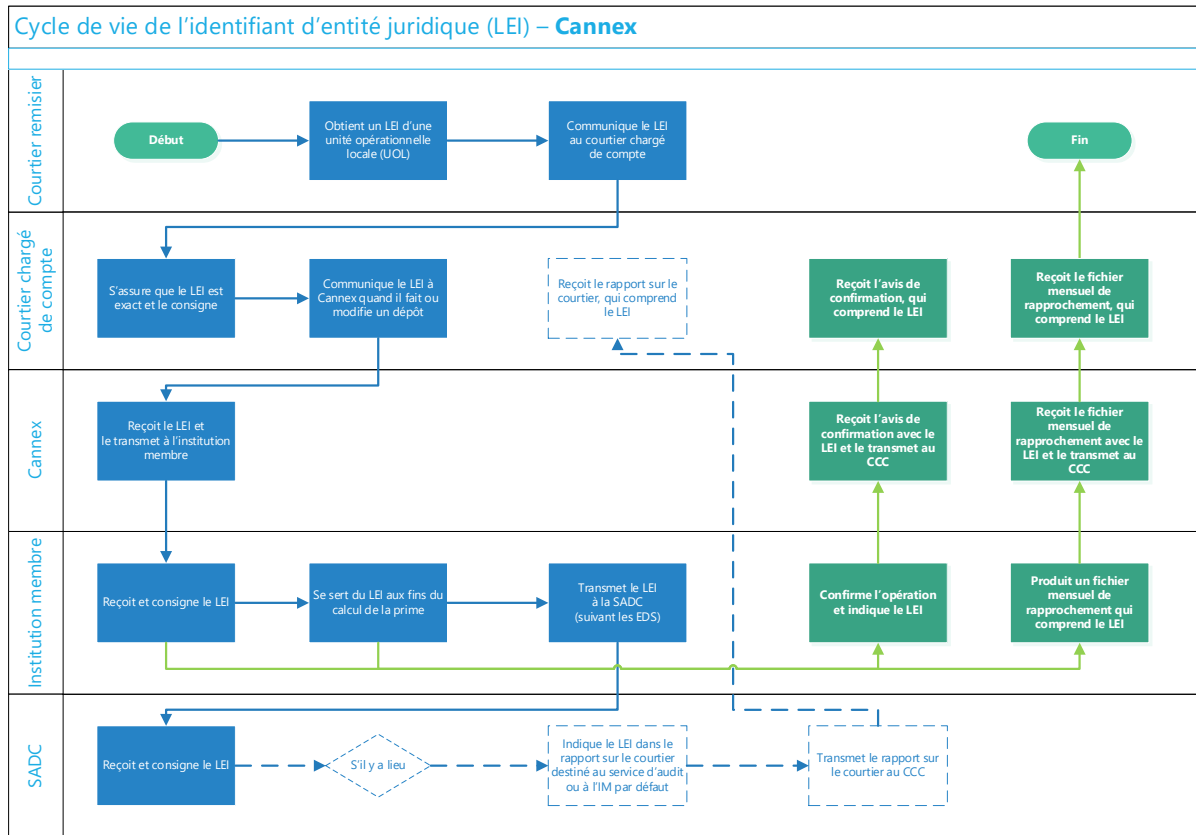 Cycle de vie de l’identifiant d’entité juridique (LEI) – Cannex
Courtier remisier
Début
Obtient un LEI d’une
unité opérationnelle
locale (UOL)
Communique le LEI
au courtier chargé
de compte
Fin
Courtier chargé
de compte
S’assure que le LEI est
exact et le consigne
Communique le LEI à
Cannex quand il fait ou
modifie un dépôt
Reçoit le rapport sur le
courtier, qui comprend
le LEI
Reçoit l’avis de
confirmation, qui
comprend le LEI
Reçoit le fichier
mensuel de
rapprochement, qui
comprend le LEI
Cannex
Reçoit le LEI et
le transmet à l’institution
membre
Reçoit l’avis de
confirmation avec le
LEI et le transmet au
CCC
Reçoit le fichier
mensuel de
rapprochement avec le
LEI et le transmet au
CCC
Institution membre
Reçoit et consigne le LEI
Se sert du LEI aux fins du
calcul de la prime
Transmet le LEI
à la SADC
(suivant les EDS)
Confirme l’opération
et indique le LEI
Produit un fichier
mensuel de
rapprochement qui
comprend le LEI
SADC
Reçoit et consigne le LEI
S’il y a lieu
Indique le LEI dans le
rapport sur le courtier
destiné au service d’audit
ou à l’IM par défaut
Transmet le rapport sur
le courtier au CCC